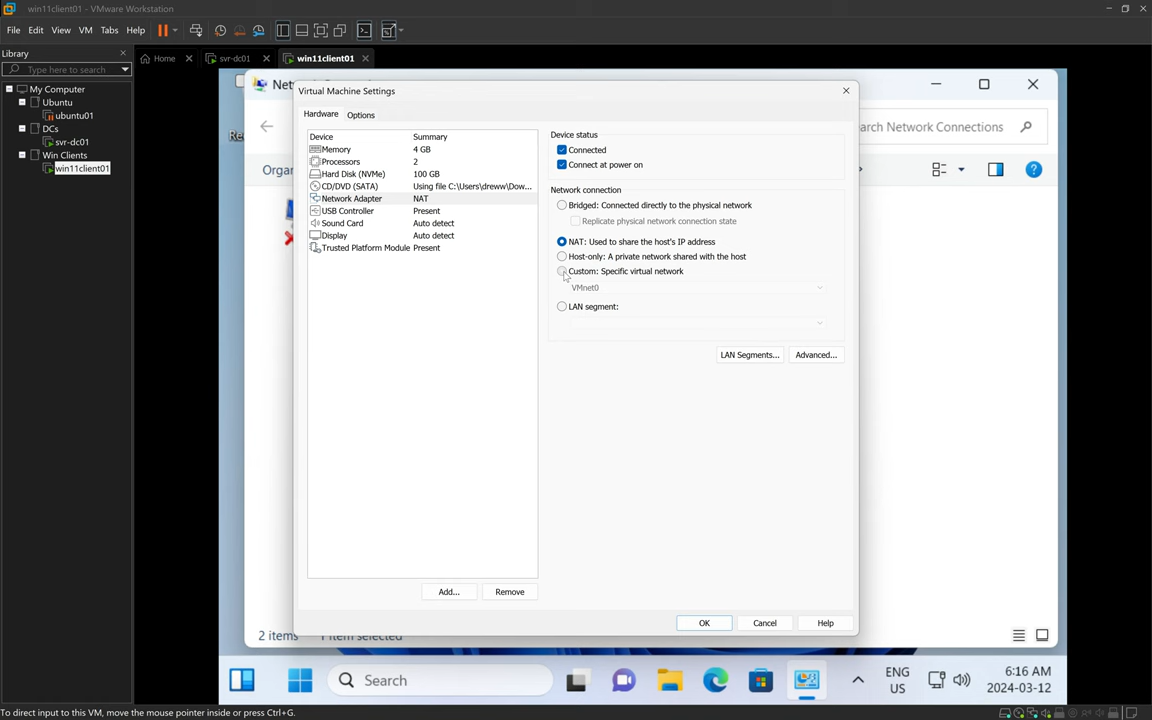 win11client01 - VMware Workstation
File Edit View VM Tabs Help
Library
Type here to search
My Computer
Ubuntu
ubuntu01
DCs
svr-dc01
Win Clients
win11client01
Home
svr-dc01
win11client01
Virtual Machine Settings
Hardware
Options
Device Summary
Memory 4 GB
Processors 2
Hard Disk (NVMe) 100 GB
CD/DVD (SATA) Using file C:\Users\dreww\Dow...
Network Adapter NAT
USB Controller Present
Sound Card Auto detect
Display Auto detect
Trusted Platform Module Present
Add...
Remove
Device status
Connected
Connect at power on
Network connection
Bridged: Connected directly to the physical network
Replicate physical network connection state
NAT: Used to share the host's IP address
Host-only: A private network shared with the host
Custom: Specific virtual network
VMnet0
LAN segment:
LAN Segments...
Advanced...
OK
Cancel
Help
arch Network Connections
Organ
2 items
1 item selected
Search
ENG
US
6:16 AM
2024-03-12
To direct input to this VM, move the mouse pointer inside or press Ctrl+G.